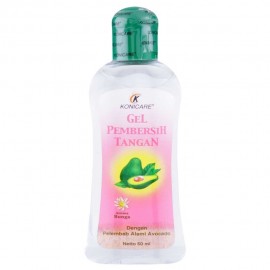 K
KONICARE®
GEL
PEMBERSIH
TANGAN
Bunga
Dengan
Pelembab Alami Avocado
Netto 60 ml